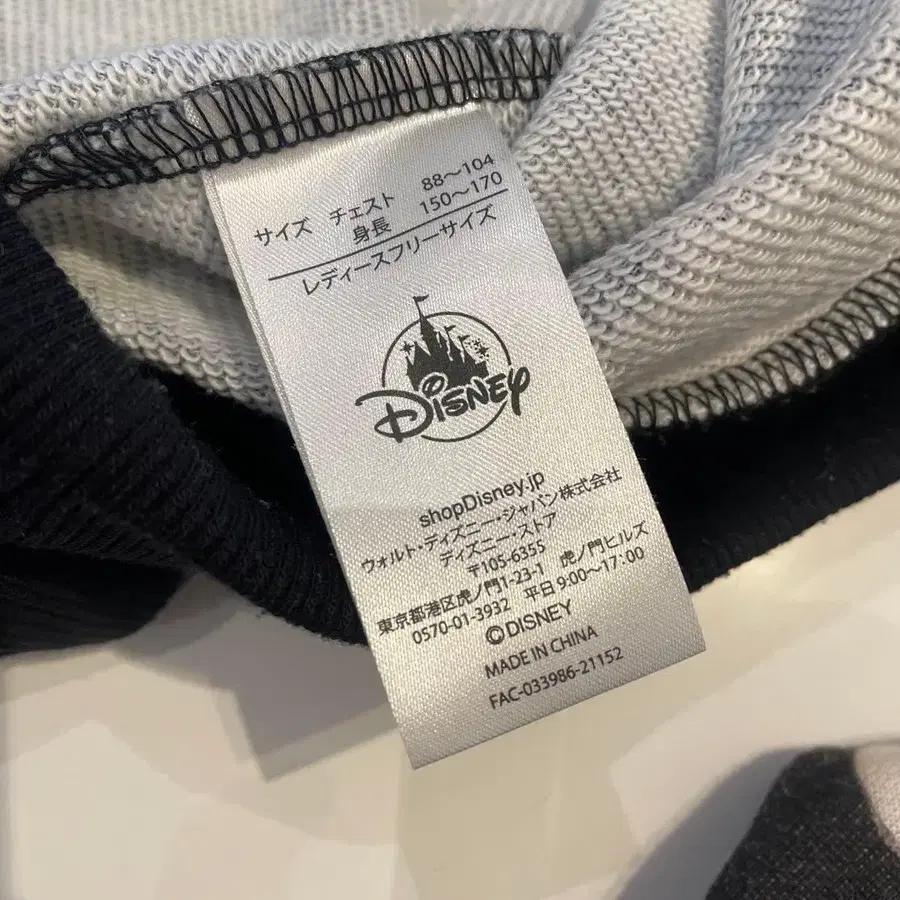 サイズ チェスト 88～104
身長 150～170
レディースフリーサイズ
Disney
shopDisney.jp
ウォルト・ディズニー・ジャパン株式会社
ディズニー・ストア
〒105-6355
東京都港区虎ノ門1-23-1 虎ノ門ヒルズ
0570-01-3932 平日 9:00～17:00
©DISNEY
MADE IN CHINA
FAC-033986-21152